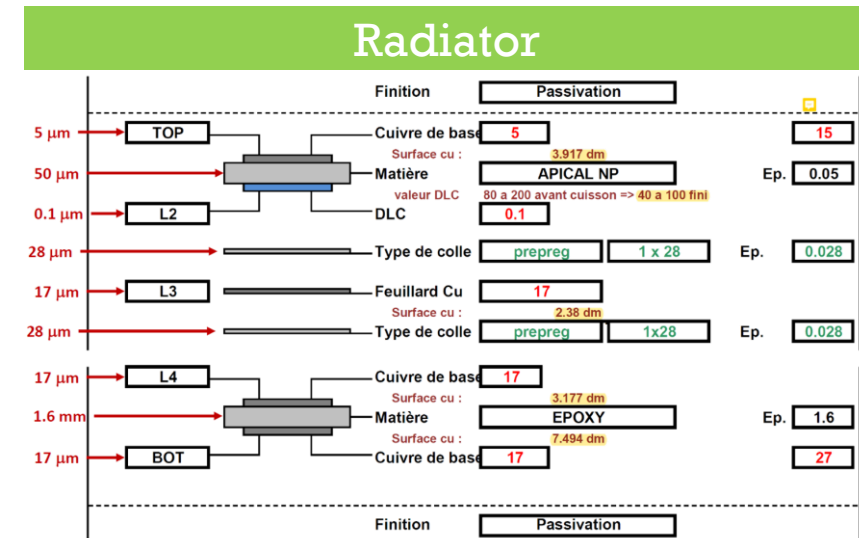 Radiator
Finition Passivation
5 µm TOP Cuivre de base 5 15
Surface cu : 3.917 dm
50 µm Matière APICAL NP Ep. 0.05
valeur DLC 80 a 200 avant cuisson => 40 a 100 fini
0.1 µm L2 DLC 0.1
28 µm Type de colle prepreg 1 x 28 Ep. 0.028
17 µm L3 Feuillard Cu 17
Surface cu : 2.38 dm
28 µm Type de colle prepreg 1x28 Ep. 0.028
17 µm L4 Cuivre de base 17
Surface cu : 3.177 dm
1.6 mm Matière EPOXY Ep. 1.6
Surface cu : 7.494 dm
17 µm BOT Cuivre de base 17 27
Finition Passivation